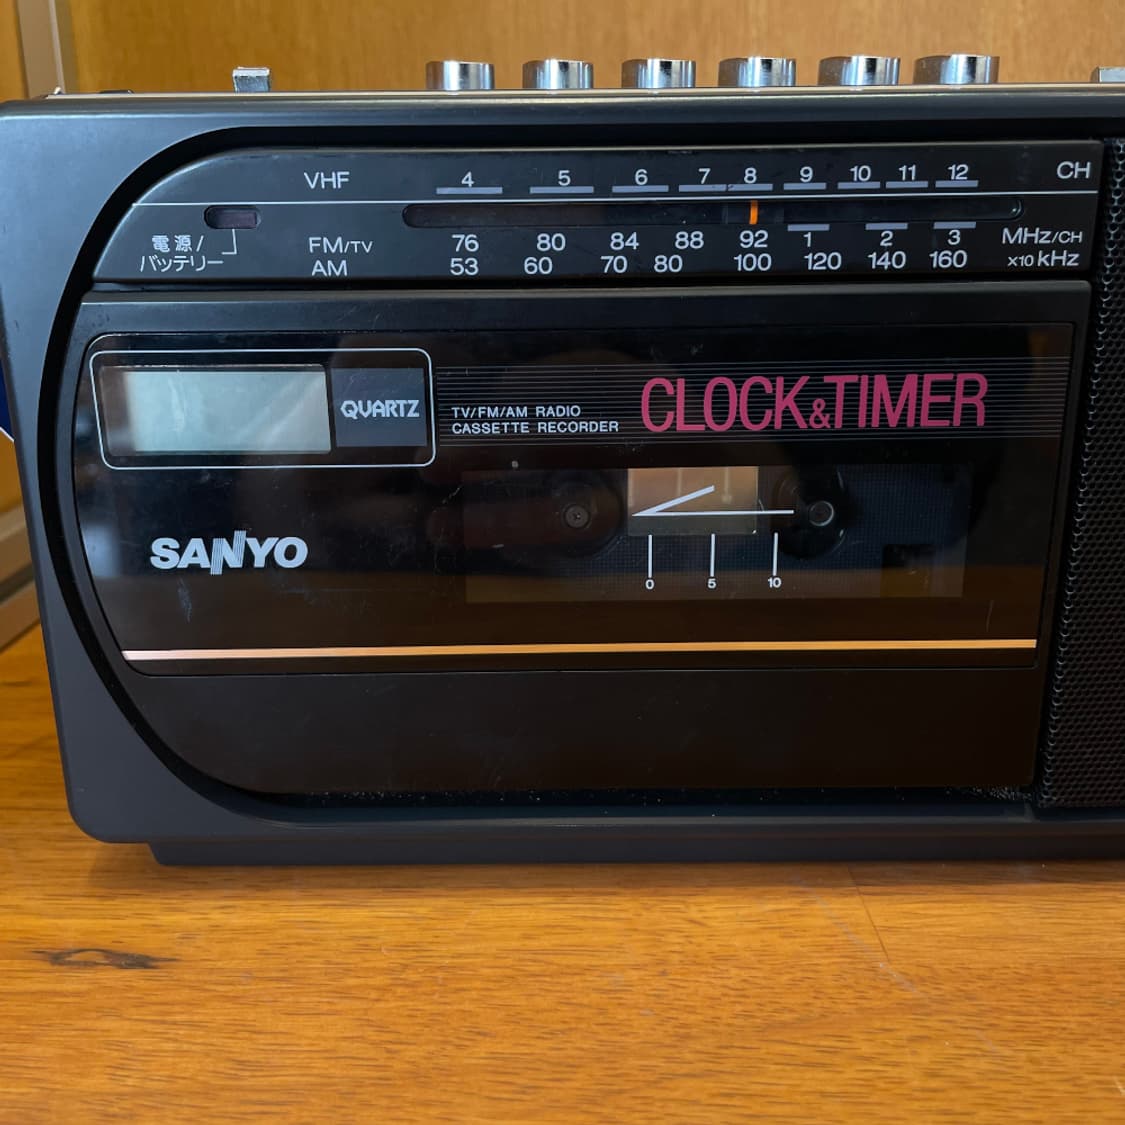 VHF 4 5 6 7 8 9 10 11 12 CH
電源/
バッテリー
FM/TV 76 80 84 88 92 1 2 3 MHz/CH
AM 53 60 70 80 100 120 140 160 x10 kHz
QUARTZ
TV/FM/AM RADIO
CASSETTE RECORDER
CLOCK&TIMER
SANYO
0 5 10